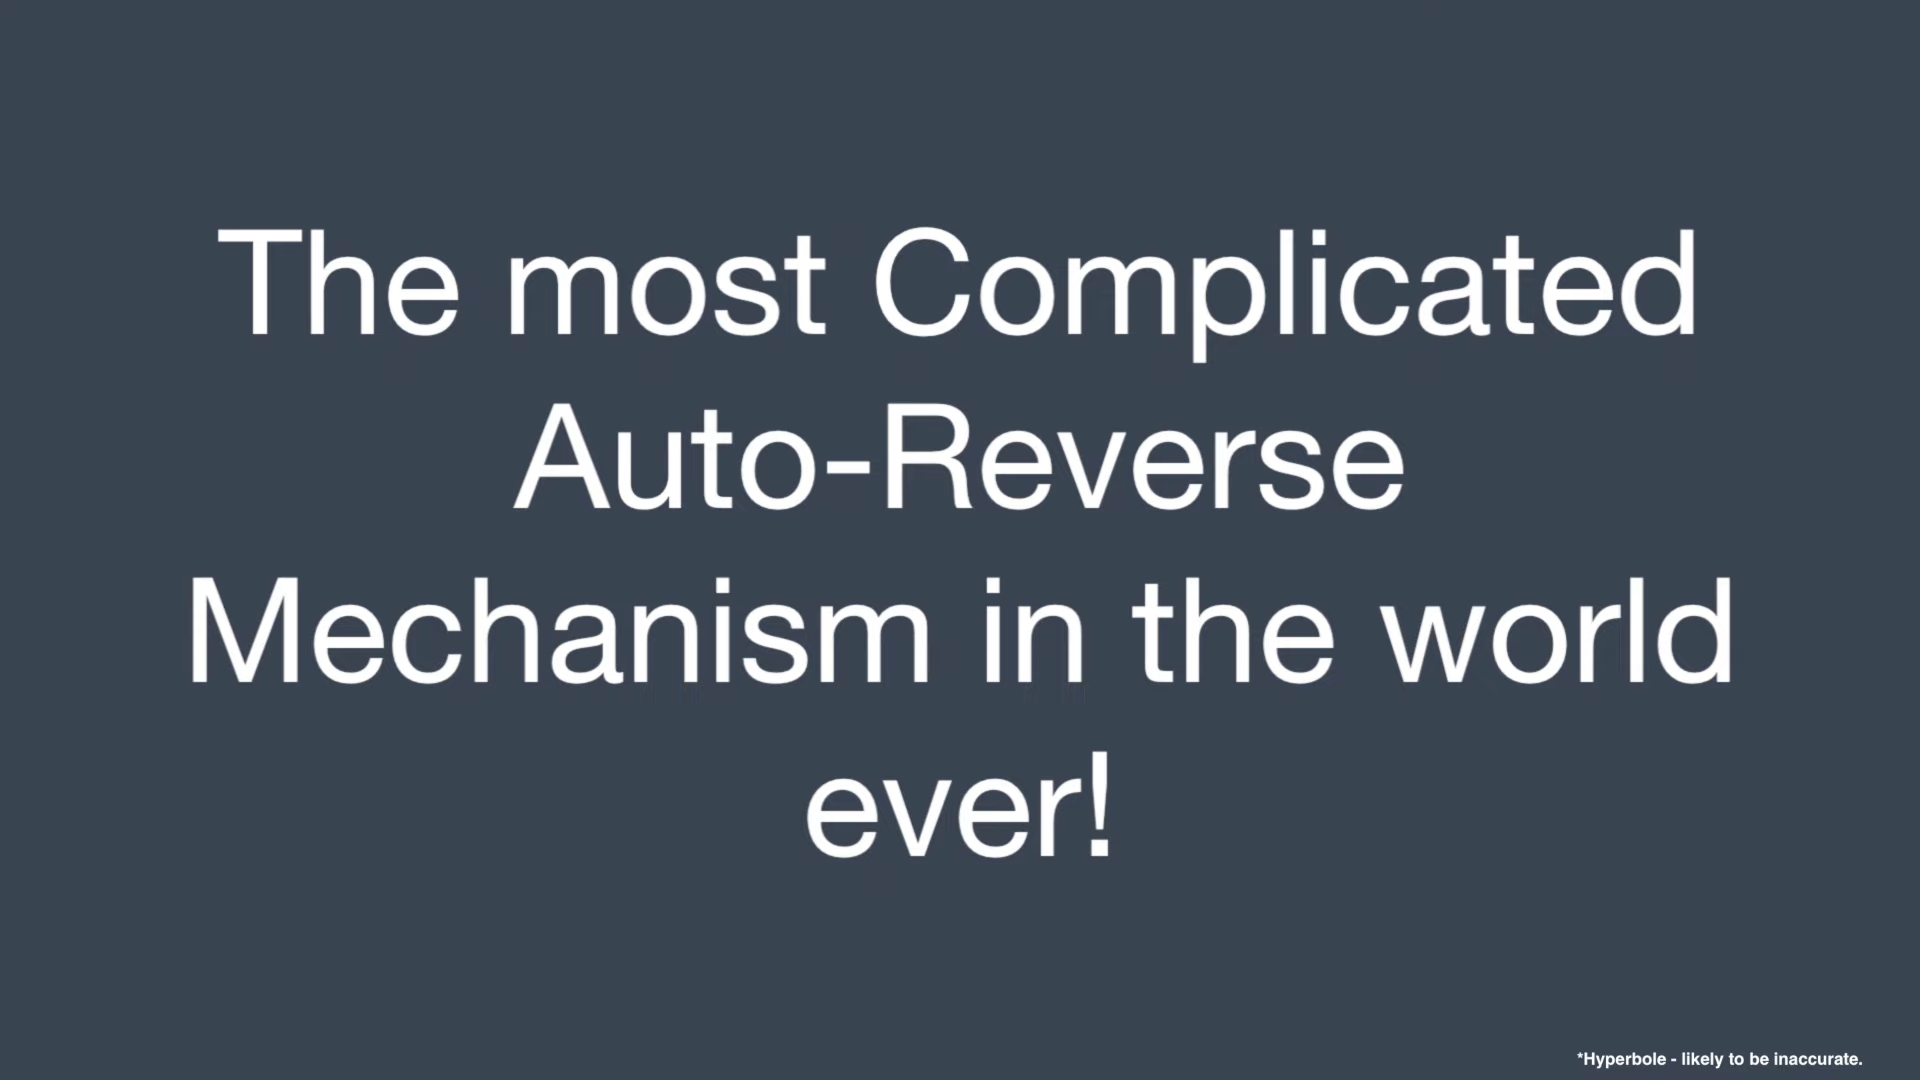 The most Complicated
Auto-Reverse
Mechanism in the world
ever!
*Hyperbole - likely to be inaccurate.